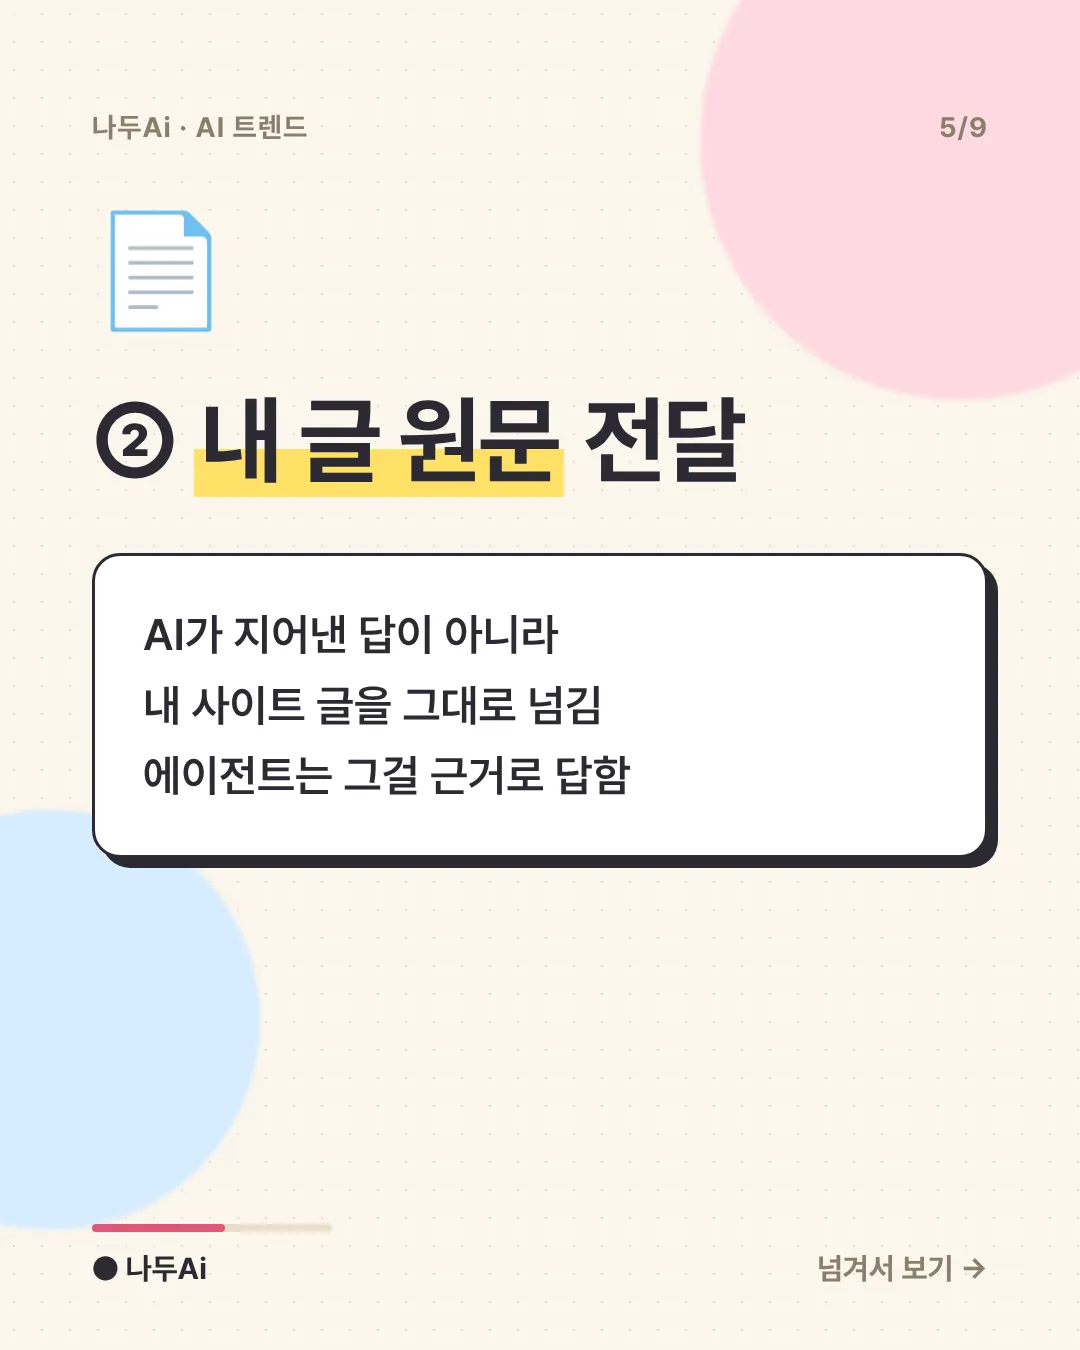 나두Ai · AI 트렌드
5/9
② 내 글 원문 전달
AI가 지어낸 답이 아니라
내 사이트 글을 그대로 넘김
에이전트는 그걸 근거로 답함
● 나두Ai
넘겨서 보기 →